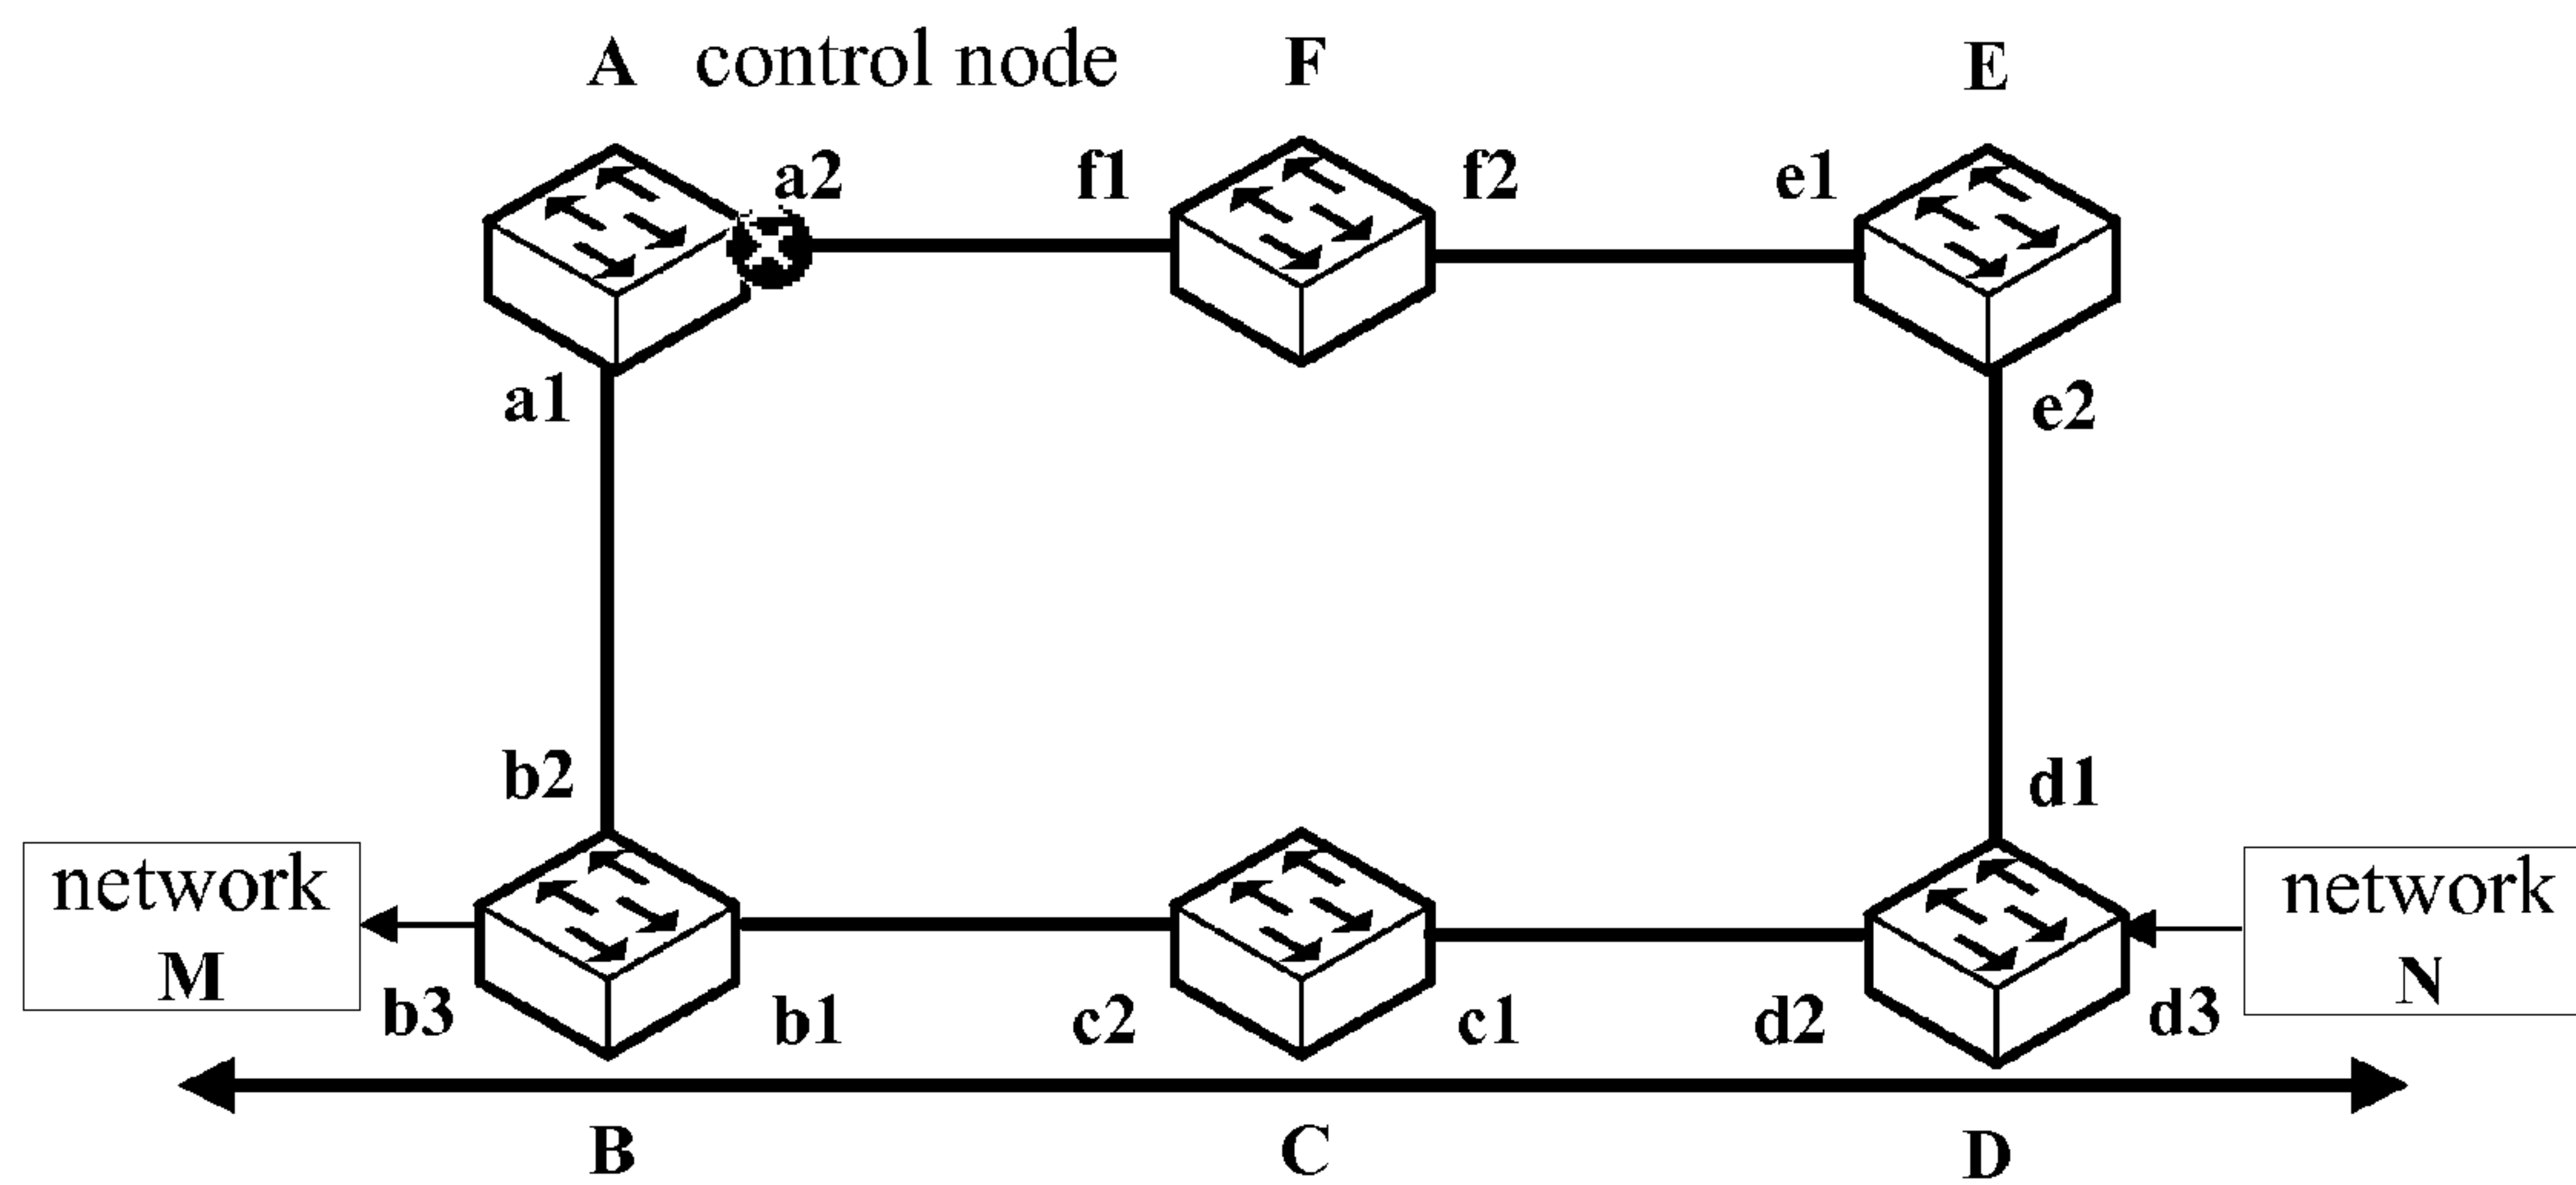 A control node F E
a2 f1 f2 e1
a1 e2
b2 d1
network
M
network
N
b3 b1 c2 c1 d2 d3
B C D